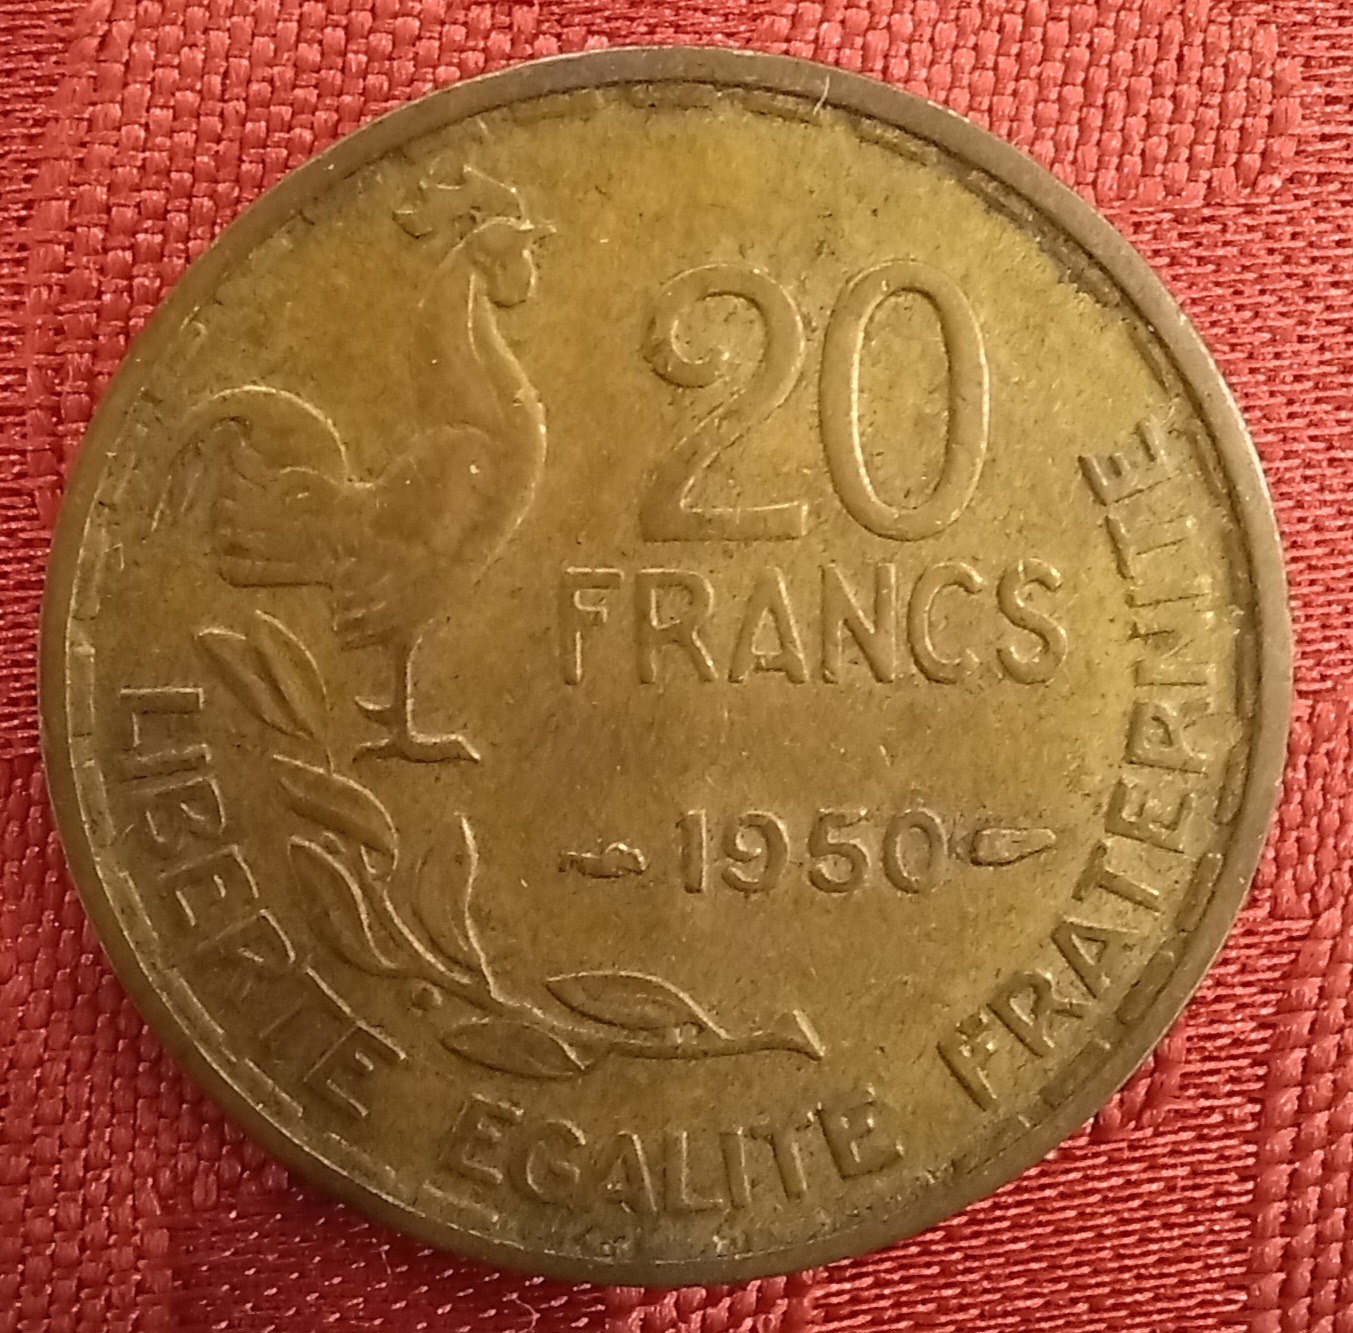 20
FRANCS
1950
LIBERTE EGALITE FRATERNITE